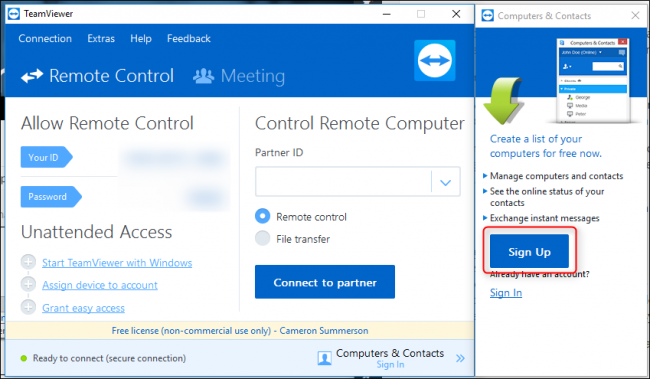 TeamViewer
Connection Extras Help Feedback
Remote Control Meeting
Allow Remote Control
Your ID
Password
Unattended Access
Start TeamViewer with Windows
Assign device to account
Grant easy access
Control Remote Computer
Partner ID
Remote control
File transfer
Connect to partner
Free license (non-commercial use only) - Cameron Summerson
Ready to connect (secure connection)
Computers & Contacts
Sign In
Computers & Contacts
Computers & Contacts
John Doe (Online)
Private
George
Media
Peter
Create a list of your
computers for free now.
Manage computers and contacts
See the online status of your
contacts
Exchange instant messages
Sign Up
Already have an account?
Sign In